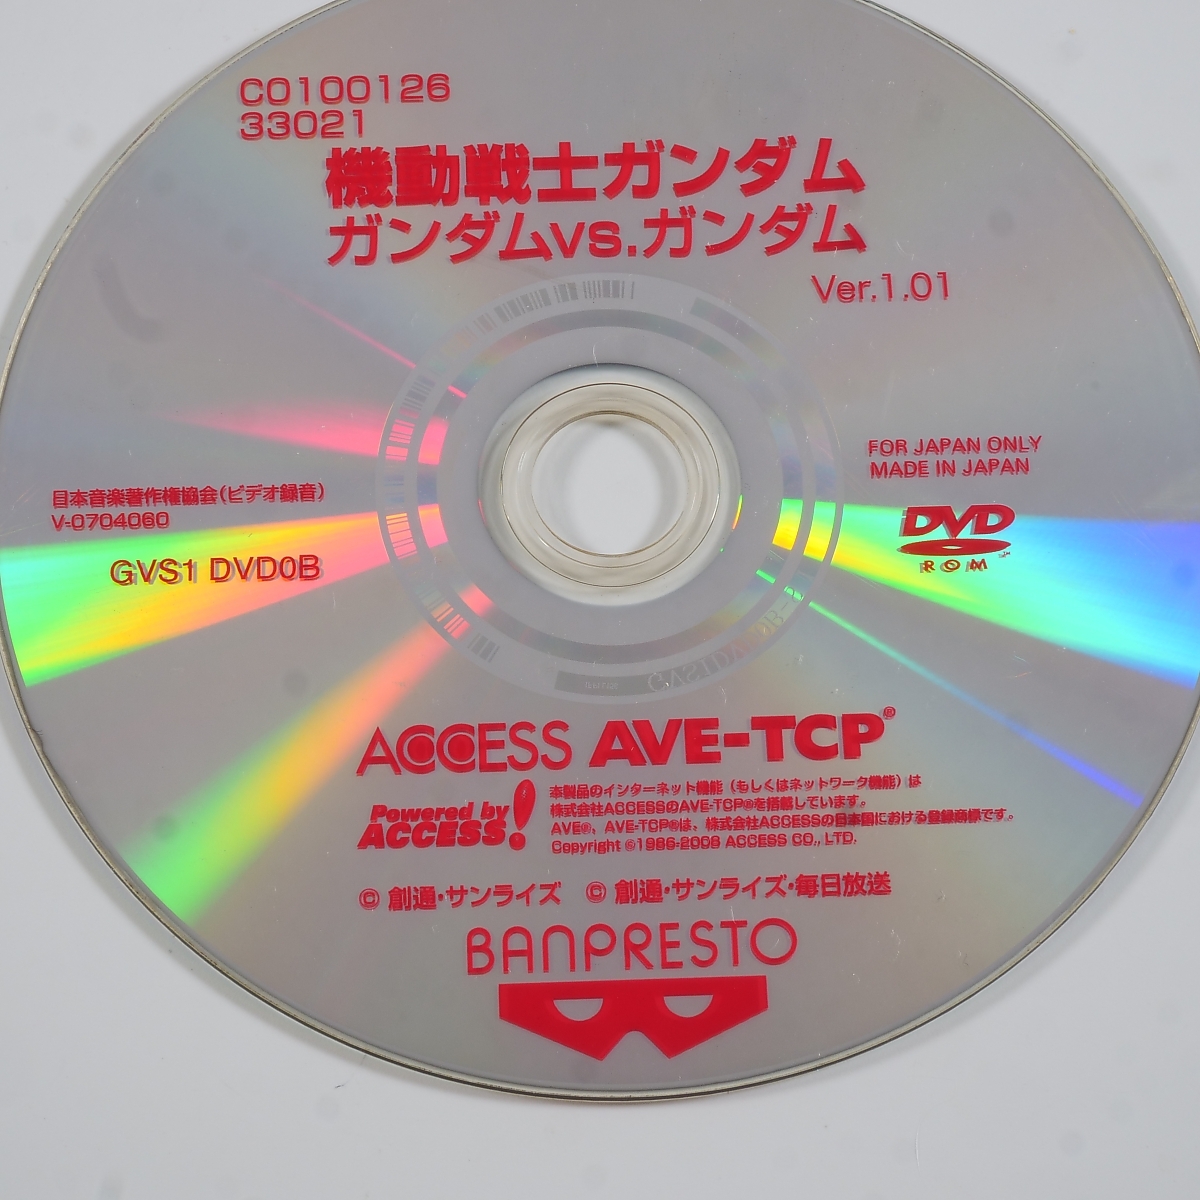 C0100126
33021
機動戦士ガンダム
ガンダムvs.ガンダム
Ver.1.01
FOR JAPAN ONLY
MADE IN JAPAN
DVD
ROM
日本音楽著作権協会(ビデオ録音)
V-0704060
GVS1 DVD0B
ACCESS AVE-TCP®
Powered by
ACCESS!
本製品のインターネット機能(もしくはネットワーク機能)は
株式会社ACCESSのAVE-TCP®を搭載しています。
AVE®、AVE-TCP®は、株式会社ACCESSの日本国における登録商標です。
Copyright ©1986-2008 ACCESS CO., LTD.
© 創通・サンライズ © 創通・サンライズ・毎日放送
BANPRESTO